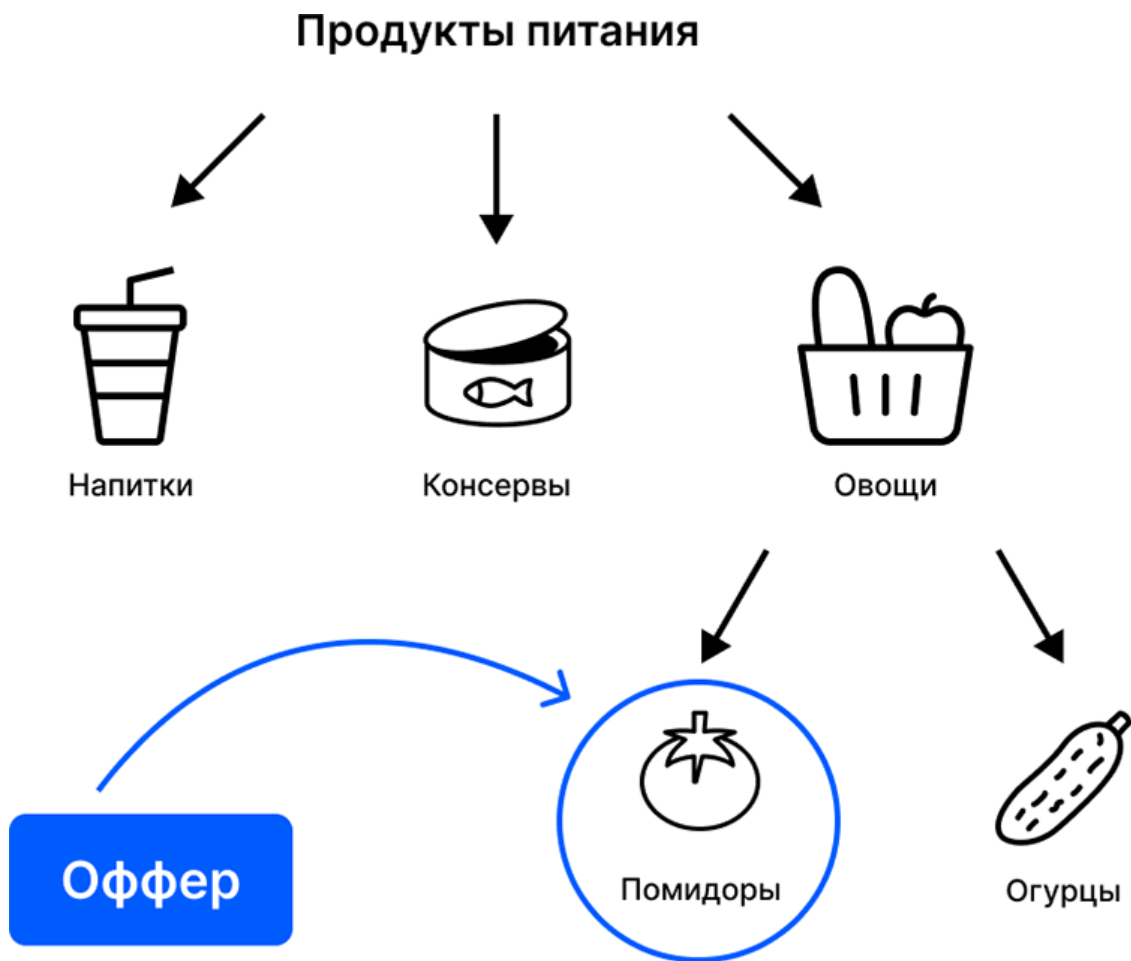 Продукты питания
Напитки
Консервы
Овощи
Оффер
Помидоры
Огурцы